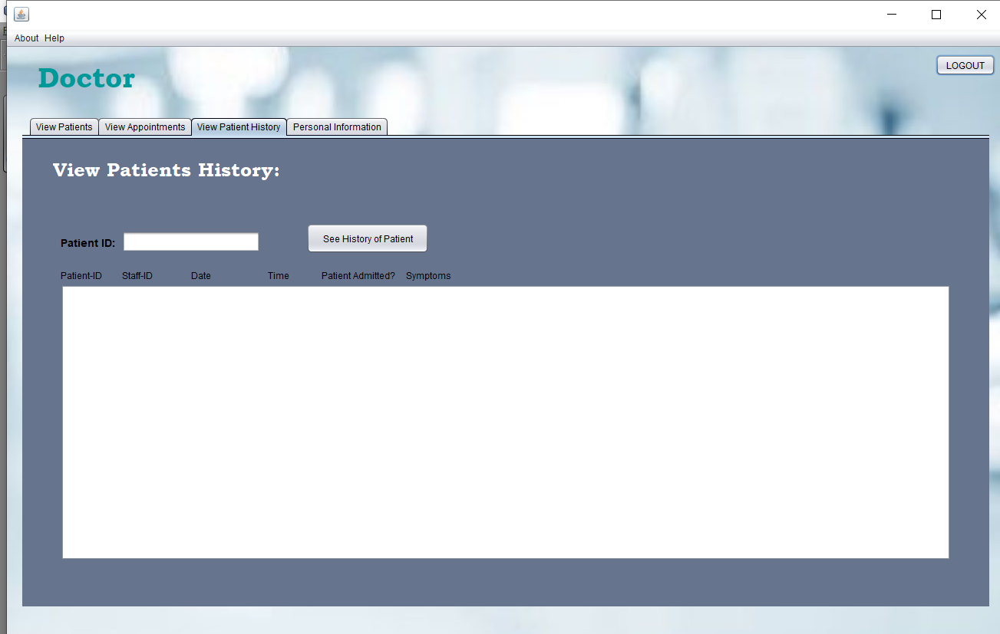 About Help
Doctor
LOGOUT
View Patients View Appointments View Patient History Personal Information
View Patients History:
Patient ID: See History of Patient
Patient-ID Staff-ID Date Time Patient Admitted? Symptoms